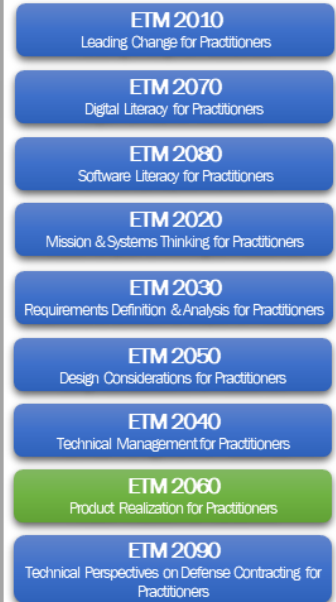 ETM 2010
Leading Change for Practitioners
ETM 2070
Digital Literacy for Practitioners
ETM 2080
Software Literacy for Practitioners
ETM 2020
Mission & Systems Thinking for Practitioners
ETM 2030
Requirements Definition & Analysis for Practitioners
ETM 2050
Design Considerations for Practitioners
ETM 2040
Technical Management for Practitioners
ETM 2060
Product Realization for Practitioners
ETM 2090
Technical Perspectives on Defense Contracting for
Practitioners